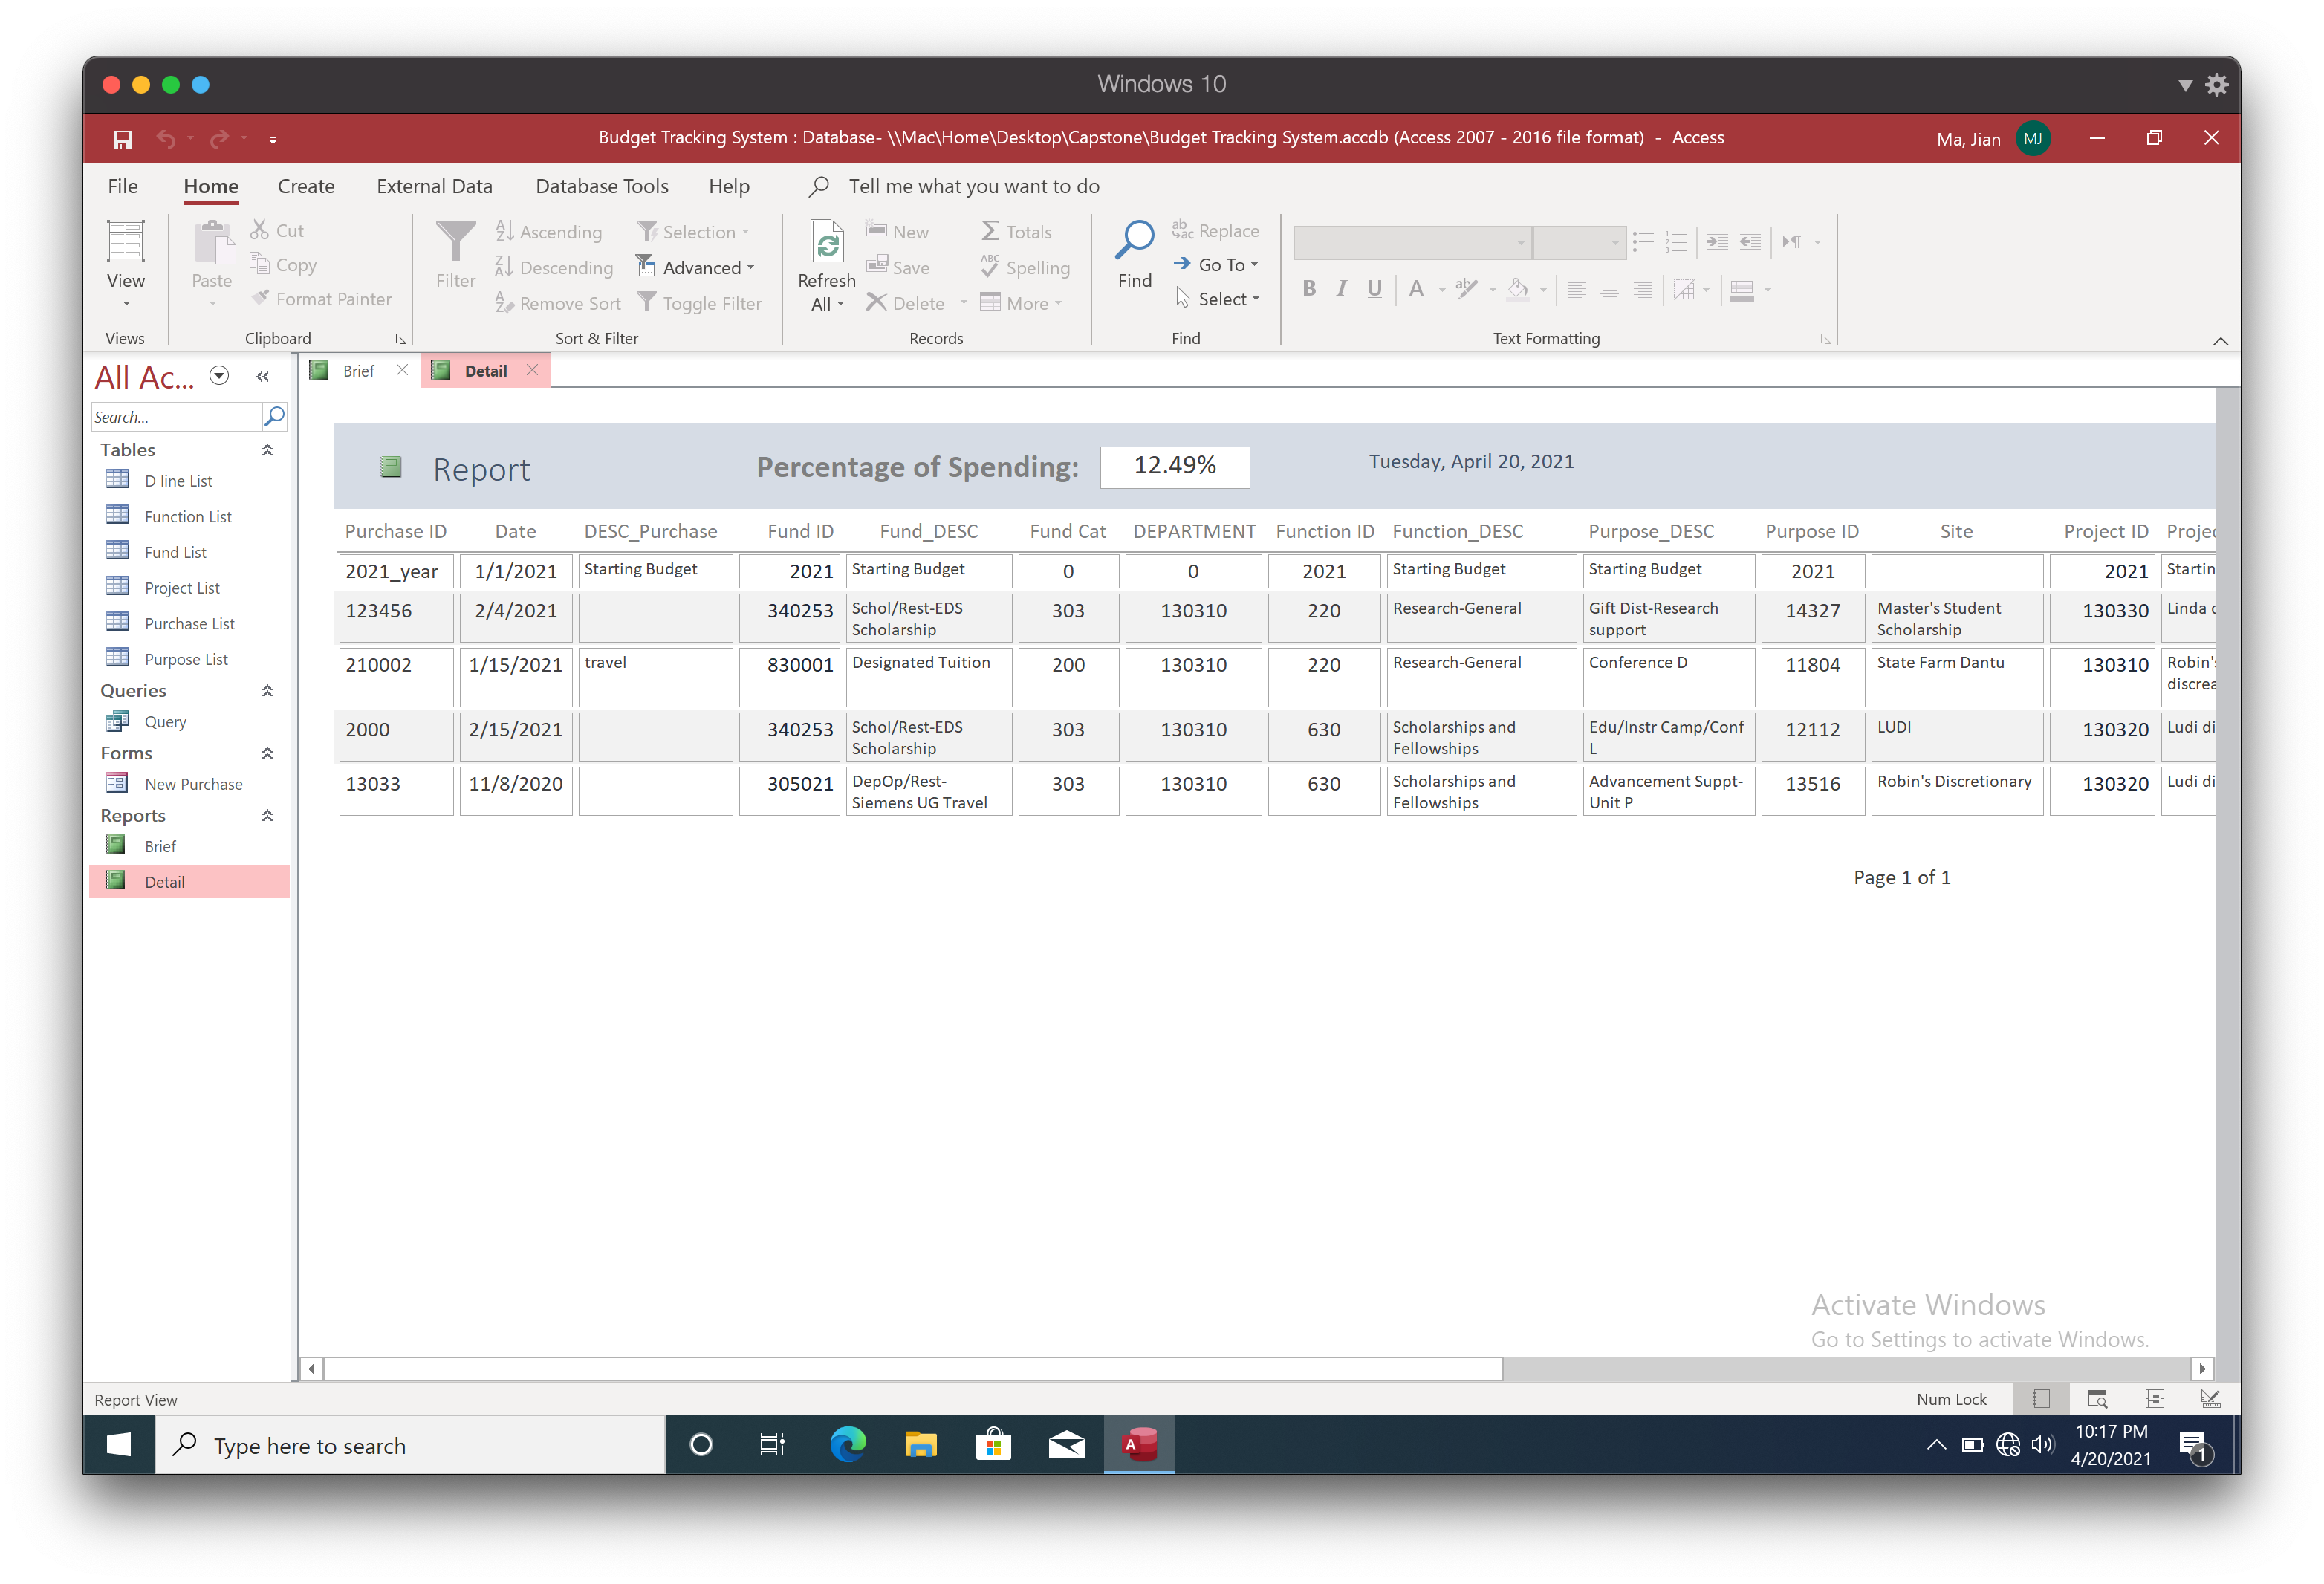 Windows 10
Budget Tracking System : Database- \\Mac\Home\Desktop\Capstone\Budget Tracking System.accdb (Access 2007 - 2016 file format) - Access
Ma, Jian MJ
File Home Create External Data Database Tools Help Tell me what you want to do
View
Views
Paste
Cut
Copy
Format Painter
Clipboard
Filter
Ascending
Descending
Remove Sort
Selection
Advanced
Toggle Filter
Sort & Filter
Refresh
All
New
Save
Delete
Totals
Spelling
More
Records
Find
Replace
Go To
Select
Find
B I U A
Text Formatting
All Ac...
Search...
Tables
D line List
Function List
Fund List
Project List
Purchase List
Purpose List
Queries
Query
Forms
New Purchase
Reports
Brief
Detail
Brief Detail
Report Percentage of Spending: 12.49% Tuesday, April 20, 2021
Purchase ID Date DESC_Purchase Fund ID Fund_DESC Fund Cat DEPARTMENT Function ID Function_DESC Purpose_DESC Purpose ID Site Project ID Projec
2021_year 1/1/2021 Starting Budget 2021 Starting Budget 0 0 2021 Starting Budget Starting Budget 2021 2021 Startin
123456 2/4/2021 340253 Schol/Rest-EDS 303 130310 220 Research-General Gift Dist-Research 14327 Master's Student 130330 Linda
Scholarship support Scholarship
210002 1/15/2021 travel 830001 Designated Tuition 200 130310 220 Research-General Conference D 11804 State Farm Dantu 130310 Robin's
discrea
2000 2/15/2021 340253 Schol/Rest-EDS 303 130310 630 Scholarships and Edu/Instr Camp/Conf 12112 LUDI 130320 Ludi di
Scholarship Fellowships L
13033 11/8/2020 305021 DepOp/Rest- 303 130310 630 Scholarships and Advancement Suppt- 13516 Robin's Discretionary 130320 Ludi di
Siemens UG Travel Fellowships Unit P
Page 1 of 1
Activate Windows
Go to Settings to activate Windows.
Report View Num Lock
Type here to search
10:17 PM
4/20/2021
1